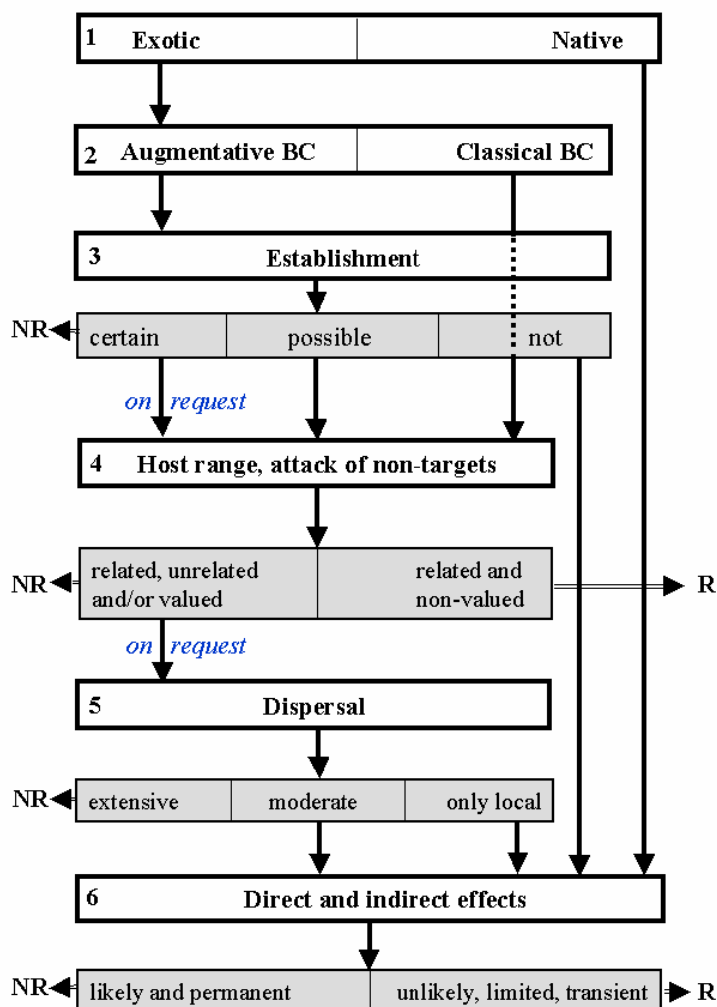 1 Exotic Native
2 Augmentative BC Classical BC
3 Establishment
NR certain possible not
on request
4 Host range, attack of non-targets
NR related, unrelated and/or valued related and non-valued R
on request
5 Dispersal
NR extensive moderate only local
6 Direct and indirect effects
NR likely and permanent unlikely, limited, transient R